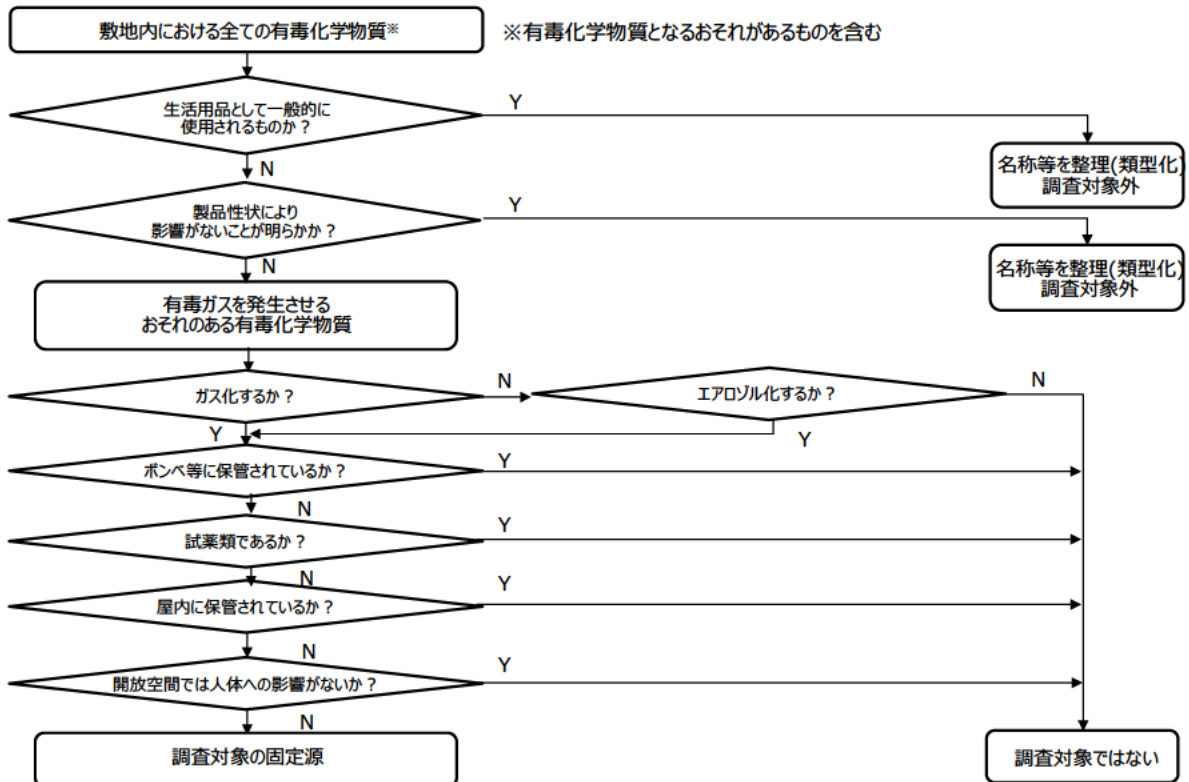 敷地内における全ての有毒化学物質※
※有毒化学物質となるおそれがあるものを含む
生活用品として一般的に
使用されるものか？
Y
N
名称等を整理(類型化)
調査対象外
製品性状により
影響がないことが明らかか？
Y
N
名称等を整理(類型化)
調査対象外
有毒ガスを発生させる
おそれのある有毒化学物質
ガス化するか？
N
エアロゾル化するか？
N
Y
Y
ボンベ等に保管されているか？
Y
N
試薬類であるか？
Y
N
屋内に保管されているか？
Y
N
開放空間では人体への影響がないか？
Y
N
調査対象の固定源
調査対象ではない